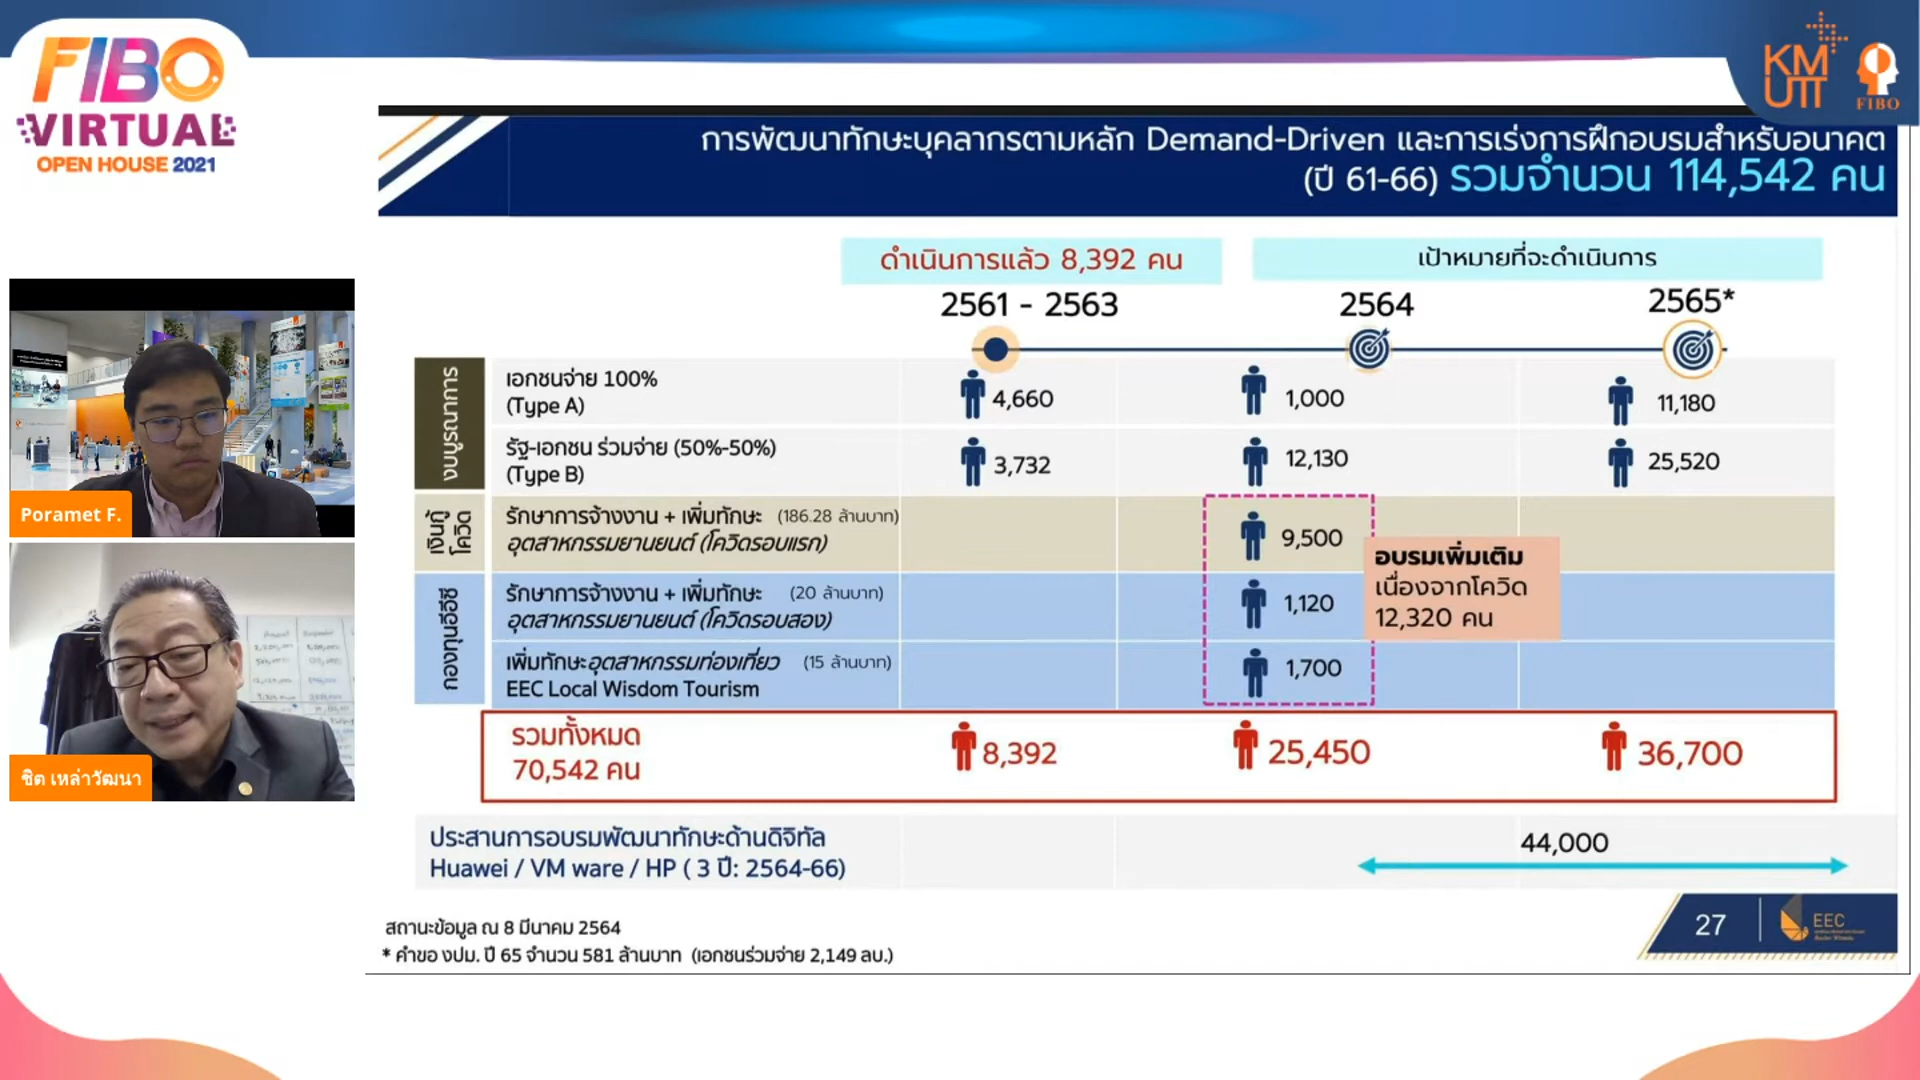 FIBO
VIRTUAL
OPEN HOUSE 2021
KM
UTT
FIBO
การพัฒนาทักษะบุคลากรตามหลัก Demand-Driven และการเร่งการฝึกอบรมสำหรับอนาคต
(ปี 61-66) รวมจำนวน 114,542 คน
ดำเนินการแล้ว 8,392 คน
เป้าหมายที่จะดำเนินการ
2561 - 2563
2564
2565*
งบบูรณาการ
เอกชนจ่าย 100%
(Type A)
4,660
1,000
11,180
รัฐ-เอกชน ร่วมจ่าย (50%-50%)
(Type B)
3,732
12,130
25,520
เงินกู้
โควิด
รักษาการจ้างงาน + เพิ่มทักษะ (186.28 ล้านบาท)
อุตสาหกรรมยานยนต์ (โควิดรอบแรก)
9,500
อบรมเพิ่มเติม
เนื่องจากโควิด
12,320 คน
กองทุนอีอีซี
รักษาการจ้างงาน + เพิ่มทักษะ (20 ล้านบาท)
อุตสาหกรรมยานยนต์ (โควิดรอบสอง)
1,120
เพิ่มทักษะอุตสาหกรรมท่องเที่ยว (15 ล้านบาท)
EEC Local Wisdom Tourism
1,700
รวมทั้งหมด
70,542 คน
8,392
25,450
36,700
ประสานการอบรมพัฒนาทักษะด้านดิจิทัล
Huawei / VM ware / HP ( 3 ปี: 2564-66)
44,000
สถานะข้อมูล ณ 8 มีนาคม 2564
* คำขอ งปม. ปี 65 จำนวน 581 ล้านบาท (เอกชนร่วมจ่าย 2,149 ลบ.)
27
EEC
Poramet F.
ชิต เหล่าวัฒนา